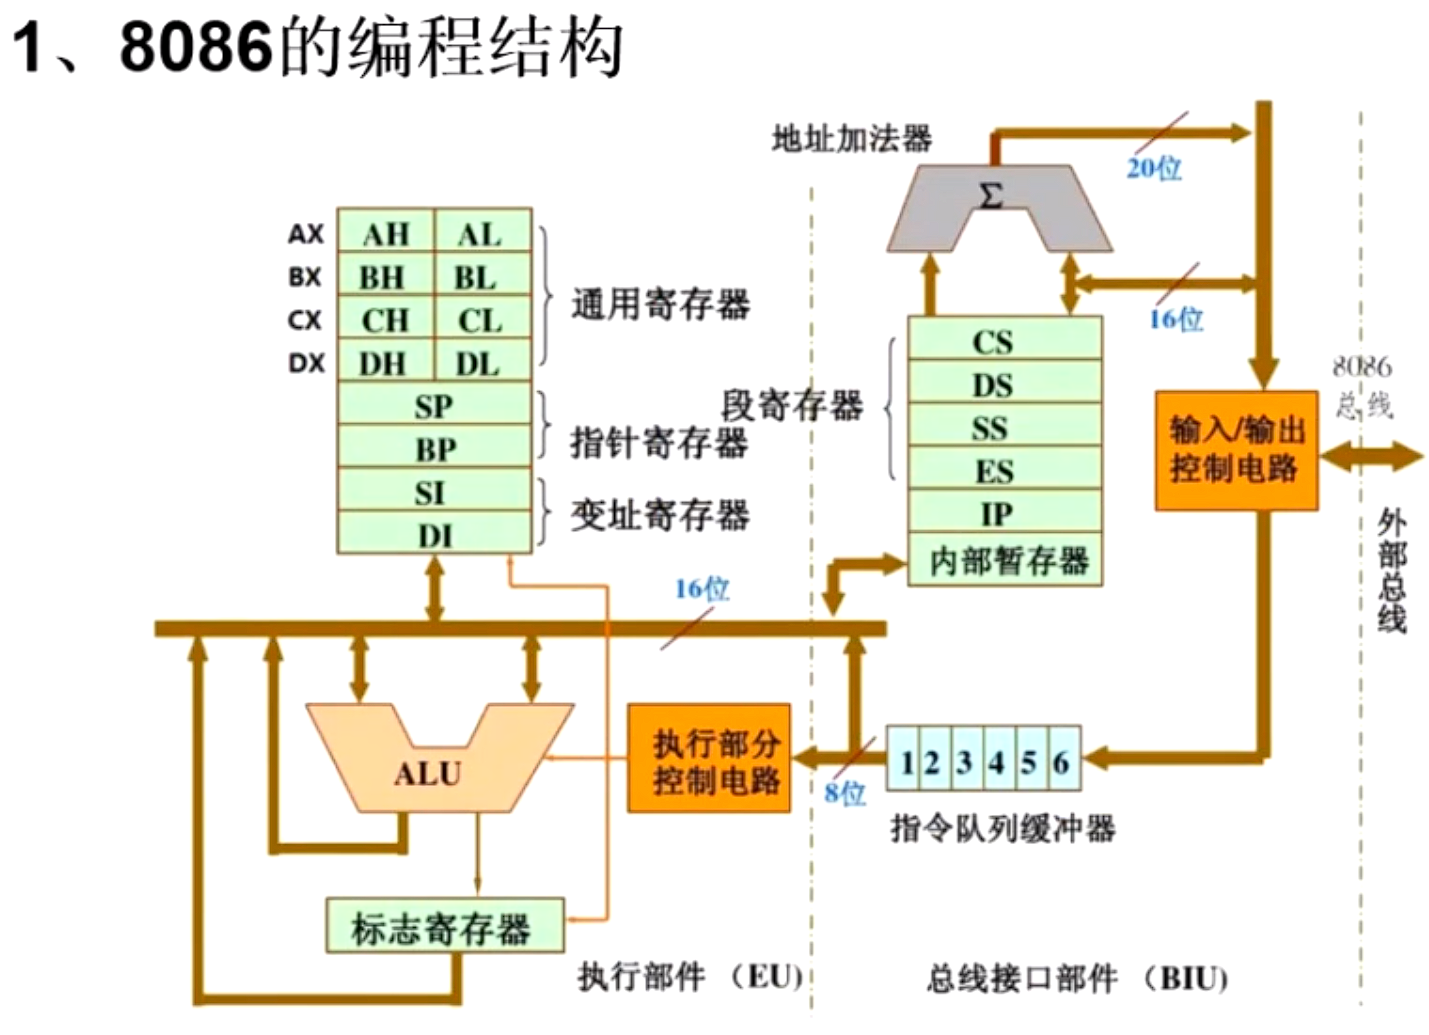 1、8086的编程结构
地址加法器
20位
Σ
AX AH AL
BX BH BL
CX CH CL
DX DH DL
通用寄存器
SP
BP
指针寄存器
SI
DI
变址寄存器
16位
CS
DS
SS
ES
段寄存器
IP
内部暂存器
16位
8086
总线
输入/输出
控制电路
外部总线
ALU
执行部分
控制电路
8位
1 2 3 4 5 6
指令队列缓冲器
标志寄存器
执行部件 （EU)
总线接口部件 （BIU)